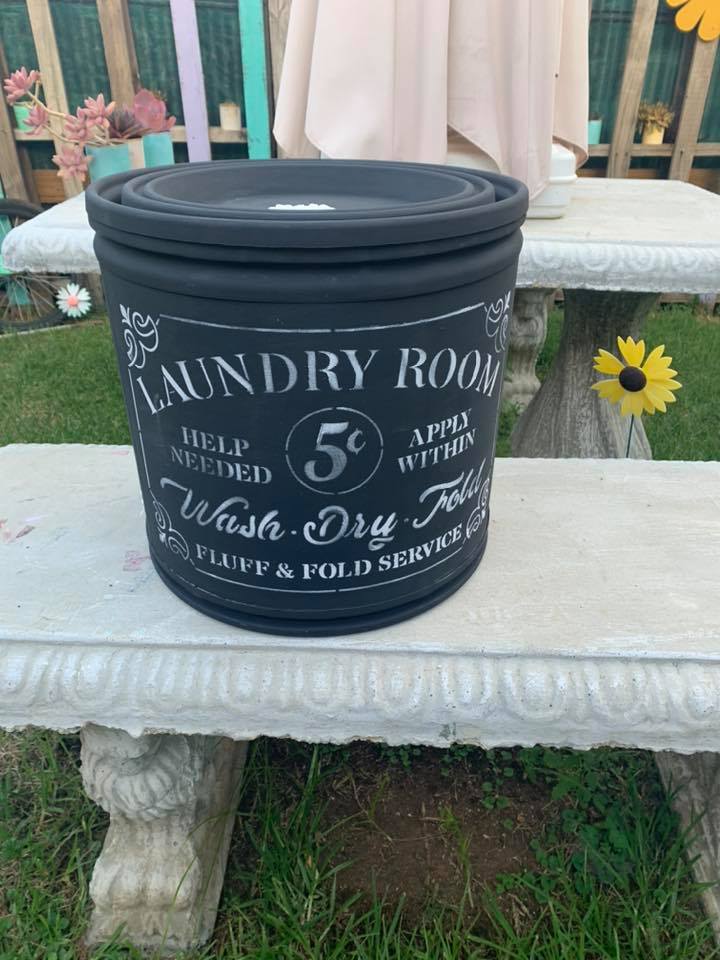 LAUNDRY ROOM
HELP NEEDED
5¢
APPLY WITHIN
Wash · Dry · Fold
FLUFF & FOLD SERVICE